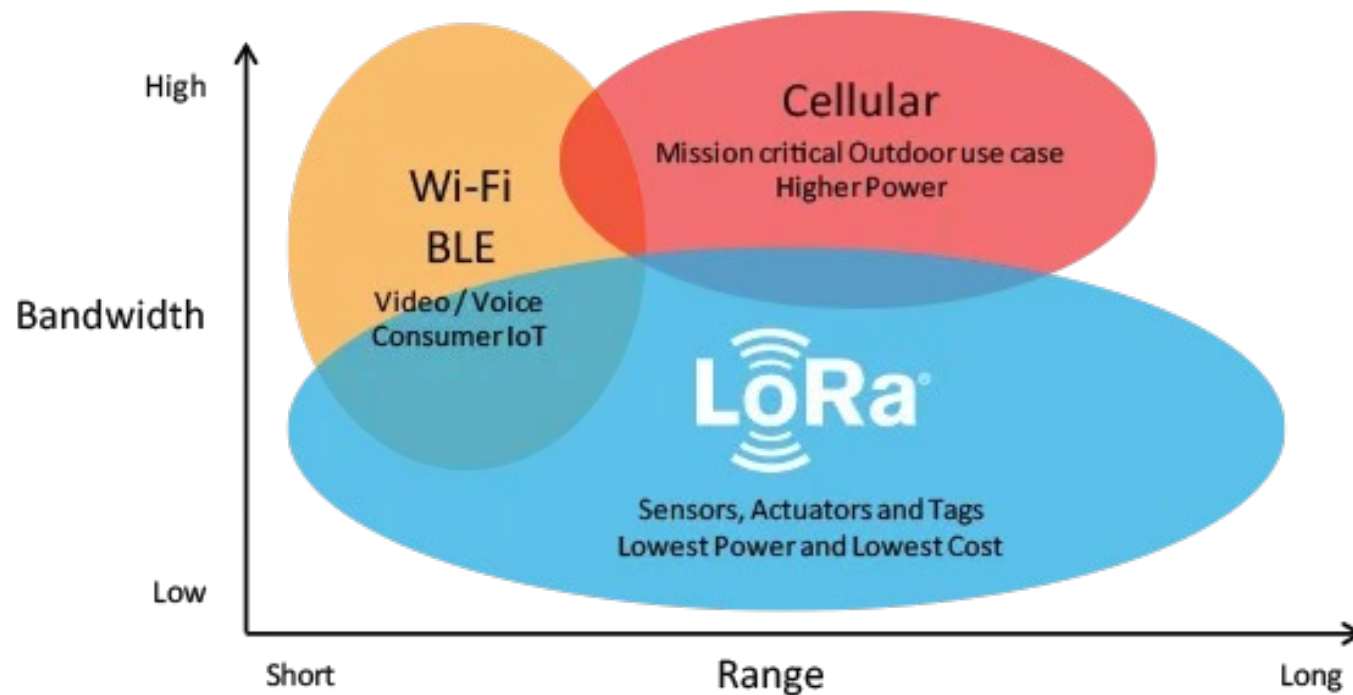 High
Cellular
Mission critical Outdoor use case
Higher Power
Wi-Fi
BLE
Video / Voice
Consumer IoT
Bandwidth
LoRa®
Sensors, Actuators and Tags
Lowest Power and Lowest Cost
Low
Short
Range
Long